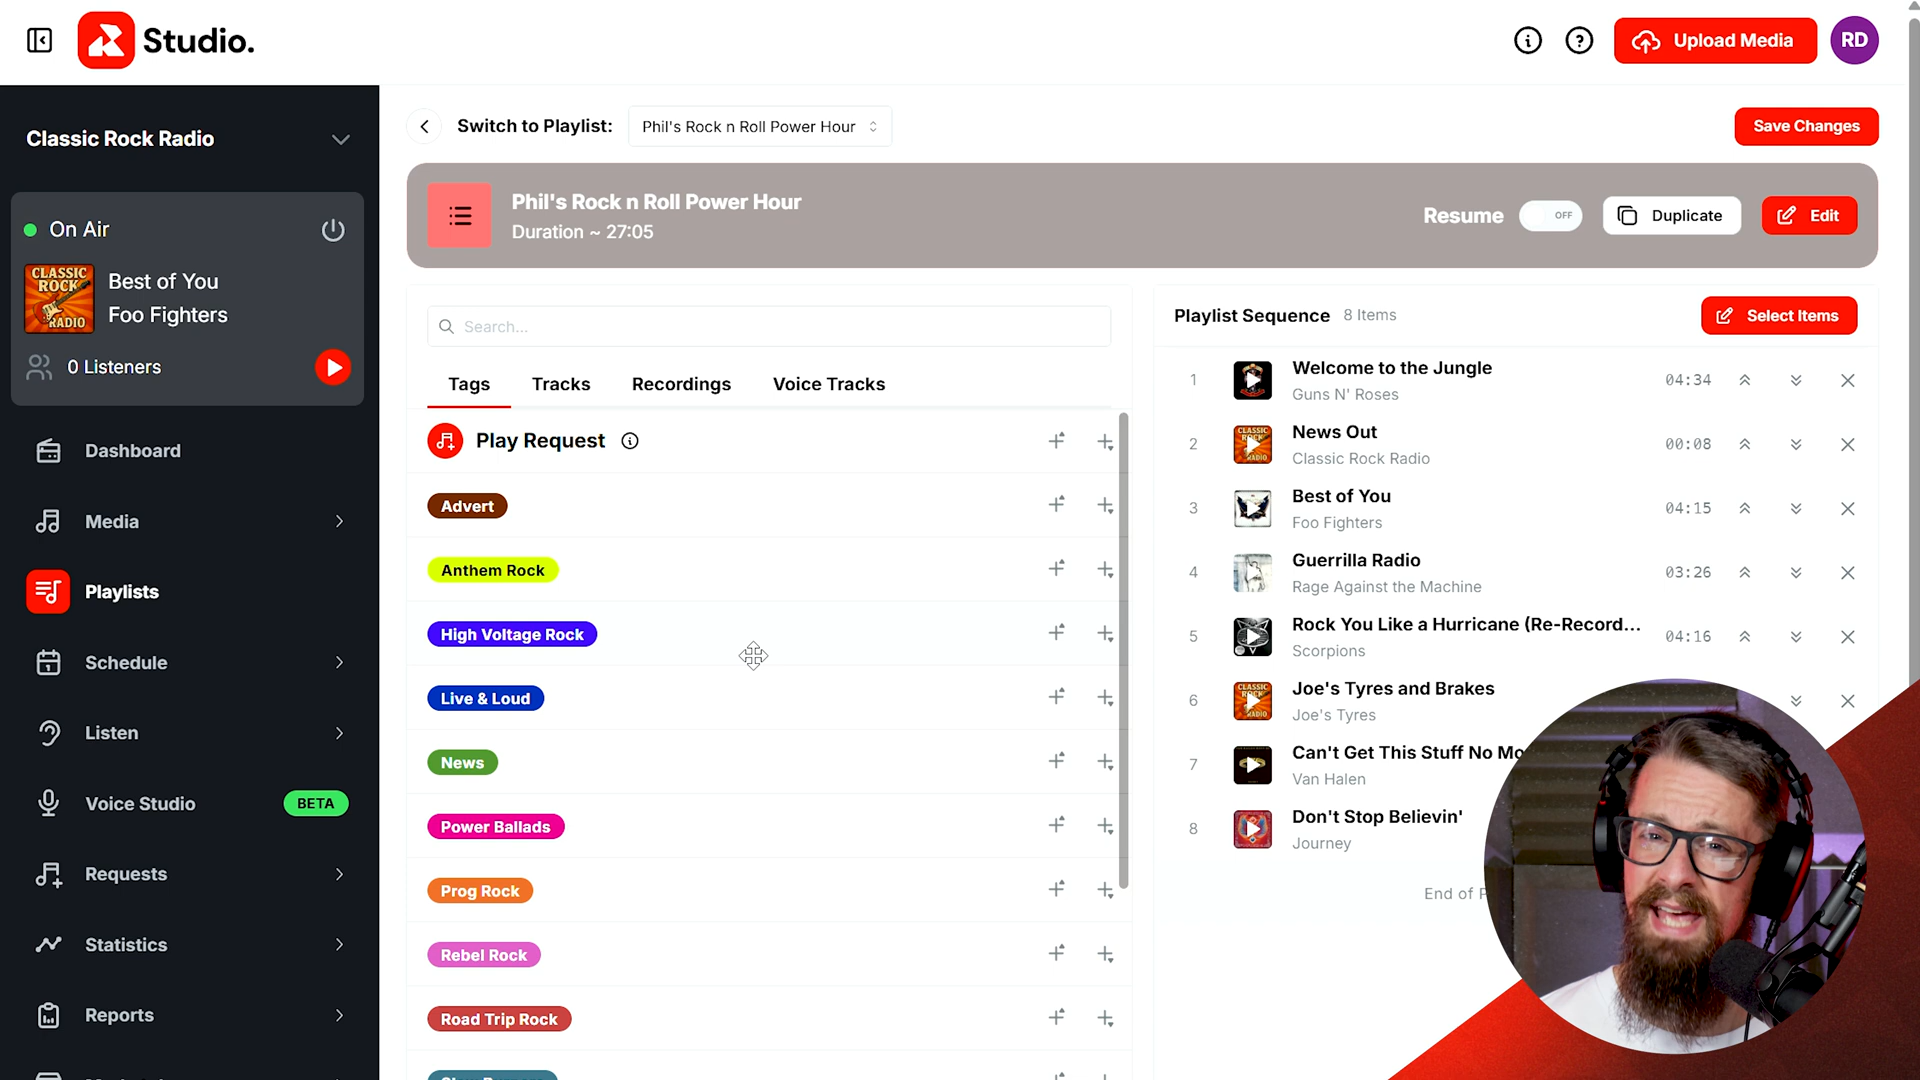 Studio.
Upload Media
RD
Classic Rock Radio
On Air
CLASSIC
ROCK
RADIO
Best of You
Foo Fighters
0 Listeners
Dashboard
Media
Playlists
Schedule
Listen
Voice Studio
BETA
Requests
Statistics
Reports
Switch to Playlist:
Phil's Rock n Roll Power Hour
Save Changes
Phil's Rock n Roll Power Hour
Duration ~ 27:05
Resume
OFF
Duplicate
Edit
Search...
Tags
Tracks
Recordings
Voice Tracks
Play Request
Advert
Anthem Rock
High Voltage Rock
Live & Loud
News
Power Ballads
Prog Rock
Rebel Rock
Road Trip Rock
Playlist Sequence
8 Items
Select Items
1
Welcome to the Jungle
Guns N' Roses
04:34
2
News Out
Classic Rock Radio
00:08
3
Best of You
Foo Fighters
04:15
4
Guerrilla Radio
Rage Against the Machine
03:26
5
Rock You Like a Hurricane (Re-Record...
Scorpions
04:16
6
Joe's Tyres and Brakes
Joe's Tyres
7
Can't Get This Stuff No Mo
Van Halen
8
Don't Stop Believin'
Journey
End of